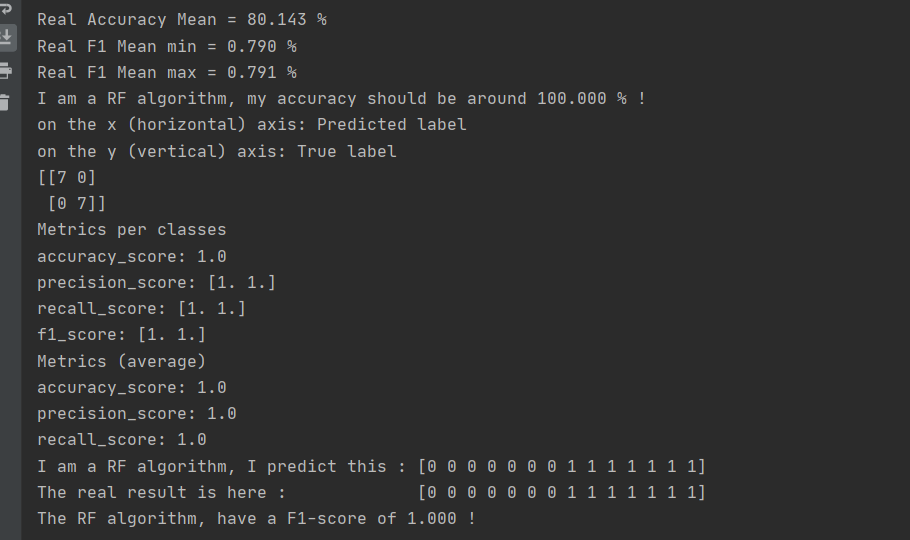 Real Accuracy Mean = 80.143 %
Real F1 Mean min = 0.790 %
Real F1 Mean max = 0.791 %
I am a RF algorithm, my accuracy should be around 100.000 % !
on the x (horizontal) axis: Predicted label
on the y (vertical) axis: True label
[[7 0]
 [0 7]]
Metrics per classes
accuracy_score: 1.0
precision_score: [1. 1.]
recall_score: [1. 1.]
f1_score: [1. 1.]
Metrics (average)
accuracy_score: 1.0
precision_score: 1.0
recall_score: 1.0
I am a RF algorithm, I predict this : [0 0 0 0 0 0 0 1 1 1 1 1 1 1]
The real result is here :             [0 0 0 0 0 0 0 1 1 1 1 1 1 1]
The RF algorithm, have a F1-score of 1.000 !